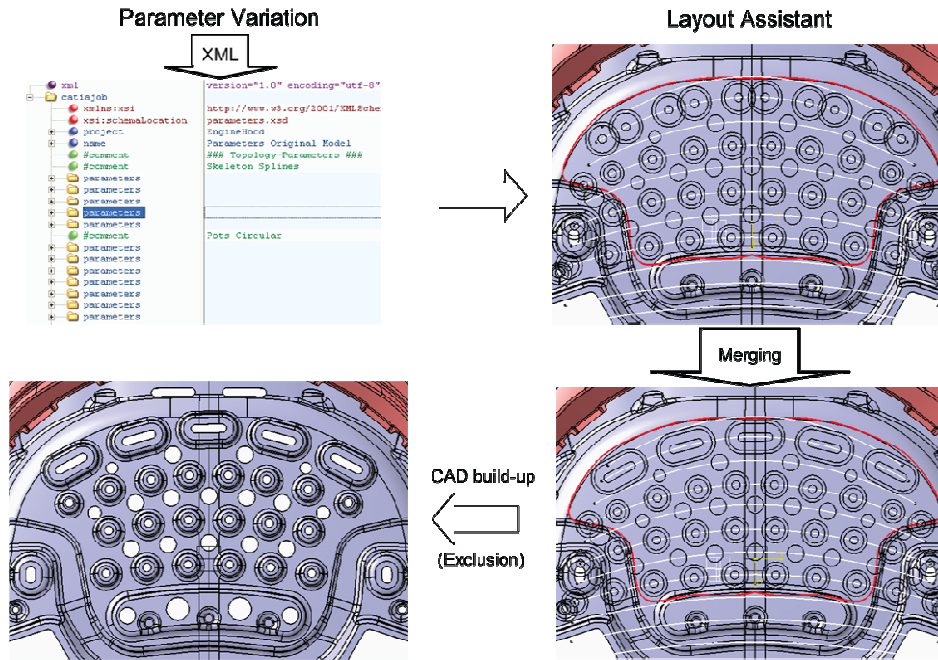 Parameter Variation
Layout Assistant
XML
xml version="1.0" encoding="utf-8"
catiajob
xmlns:xsi http://www.w3.org/2001/XMLSchem
xsi:schemaLocation parameters.xsd
project EngineHood
name Parameters Original Model
#comment ### Topology-Parameters ###
#comment Skeleton Splines
parameters
parameters
parameters
parameters
parameters
#comment Pots Circular
parameters
parameters
parameters
parameters
parameters
parameters
parameters
Merging
CAD build-up
(Exclusion)